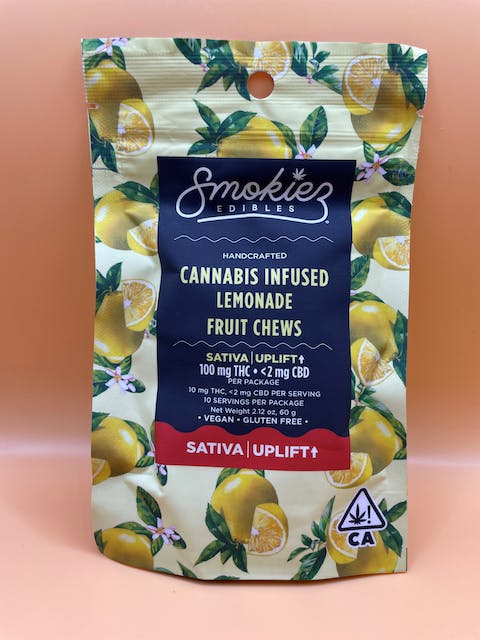 Smokiez
EDIBLES
HANDCRAFTED
CANNABIS INFUSED
LEMONADE
FRUIT CHEWS
SATIVA | UPLIFT↑
100 mg THC • <2 mg CBD
PER PACKAGE
10 mg THC, <2 mg CBD PER SERVING
10 SERVINGS PER PACKAGE
Net Weight 2.12 oz, 60 g
• VEGAN • GLUTEN FREE •
SATIVA | UPLIFT↑
!
CA